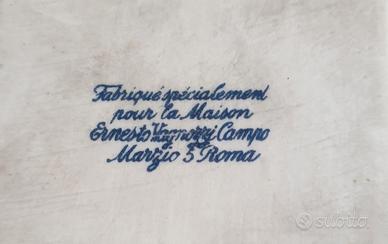 Fabriqué spécialement
pour la Maison
Ernesto Vagnozzi Campo
Marzio 5 Roma
subito